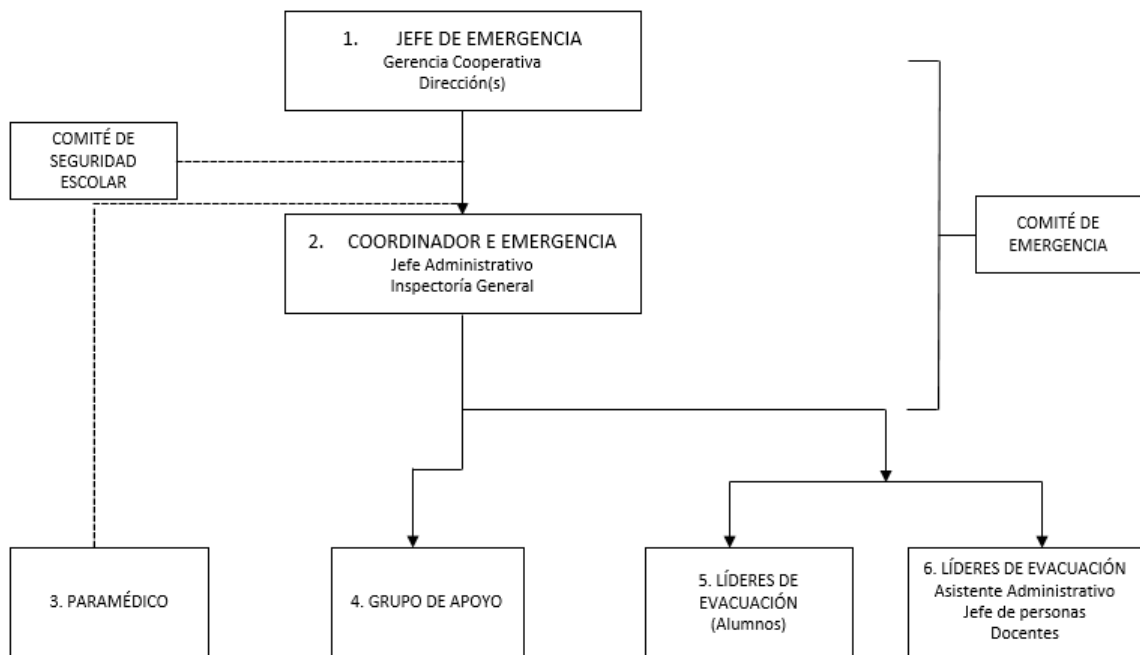 1. JEFE DE EMERGENCIA
Gerencia Cooperativa
Dirección(s)
COMITÉ DE
SEGURIDAD
ESCOLAR
2. COORDINADOR E EMERGENCIA
Jefe Administrativo
Inspectoría General
COMITÉ DE
EMERGENCIA
3. PARAMÉDICO
4. GRUPO DE APOYO
5. LÍDERES DE
EVACUACIÓN
(Alumnos)
6. LÍDERES DE EVACUACIÓN
Asistente Administrativo
Jefe de personas
Docentes